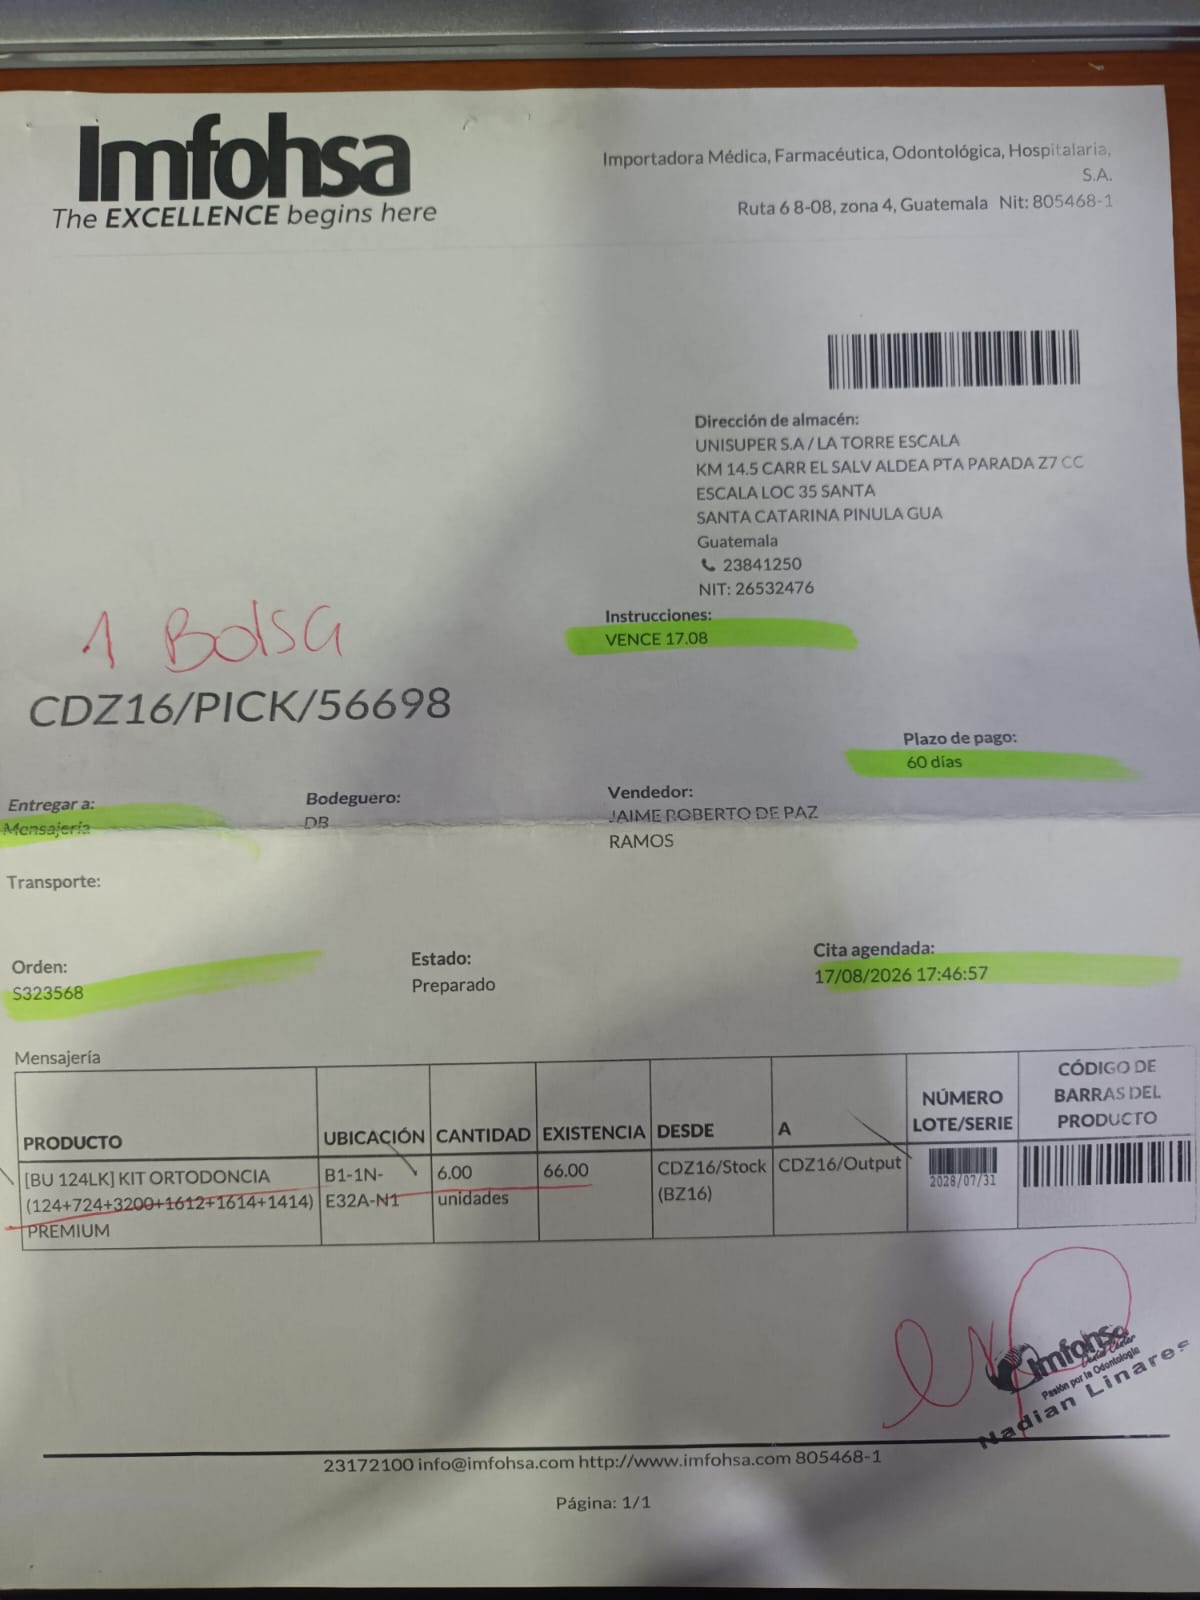 Imfohsa
The EXCELLENCE begins here
Importadora Médica, Farmacéutica, Odontológica, Hospitalaria,
S.A.
Ruta 6 8-08, zona 4, Guatemala Nit: 805468-1
Dirección de almacén:
UNISUPER S.A / LA TORRE ESCALA
KM 14.5 CARR EL SALV ALDEA PTA PARADA Z7 CC
ESCALA LOC 35 SANTA
SANTA CATARINA PINULA GUA
Guatemala
23841250
NIT: 26532476
Instrucciones:
VENCE 17.08
1 Bolsa
CDZ16/PICK/56698
Plazo de pago:
60 días
Entregar a:
Mensajería
Bodeguero:
DB
Vendedor:
JAIME ROBERTO DE PAZ
RAMOS
Transporte:
Orden:
S323568
Estado:
Preparado
Cita agendada:
17/08/2026 17:46:57
Mensajería
PRODUCTO UBICACIÓN CANTIDAD EXISTENCIA DESDE A NÚMERO LOTE/SERIE CÓDIGO DE BARRAS DEL PRODUCTO
[BU 124LK] KIT ORTODONCIA B1-1N- 6.00 66.00 CDZ16/Stock CDZ16/Output 2028/07/31
(124+724+3200+1612+1614+1414) E32A-N1 unidades (BZ16)
PREMIUM
Imfohsa
Dental Center
Pasión por la Odontología
Nadian Linares
23172100 info@imfohsa.com http://www.imfohsa.com 805468-1
Página: 1/1